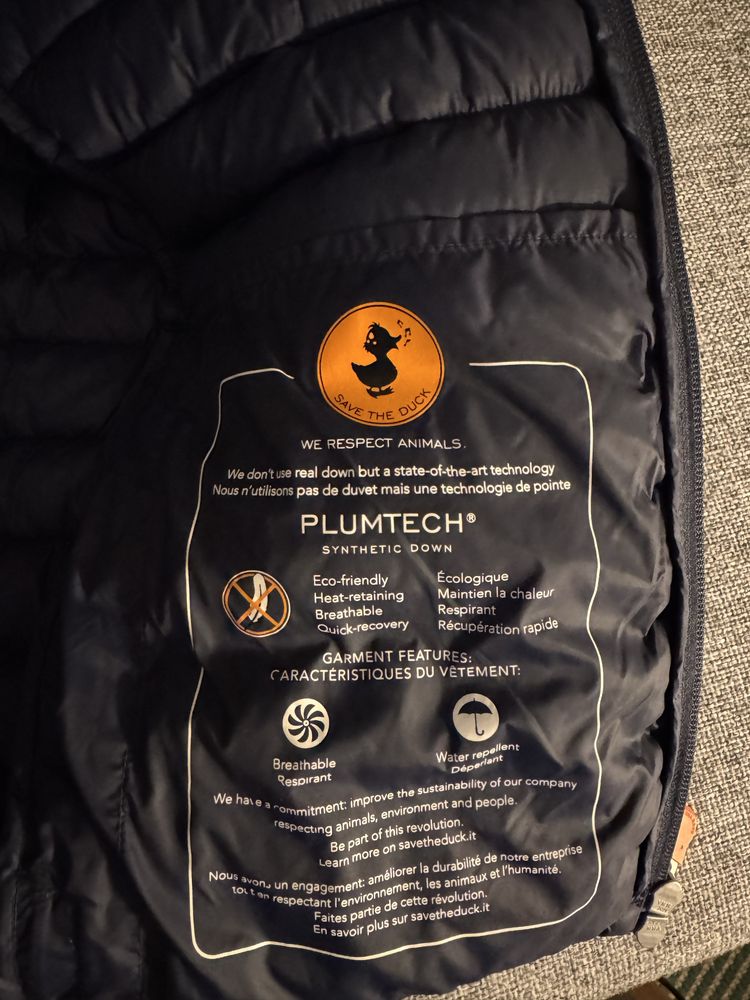 SAVE THE DUCK
WE RESPECT ANIMALS.
We don't use real down but a state-of-the-art technology
Nous n'utilisons pas de duvet mais une technologie de pointe
PLUMTECH®
SYNTHETIC DOWN
Eco-friendly
Heat-retaining
Breathable
Quick-recovery
Écologique
Maintien la chaleur
Respirant
Récupération rapide
GARMENT FEATURES:
CARACTÉRISTIQUES DU VÊTEMENT:
Breathable
Respirant
Water repellent
Déperlant
We have a commitment: improve the sustainability of our company
respecting animals, environment and people.
Be part of this revolution.
Learn more on savetheduck.it
Nous avons un engagement: améliorer la durabilité de notre entreprise
tout en respectant l'environnement, les animaux et l'humanité.
Faites partie de cette révolution.
En savoir plus sur savetheduck.it